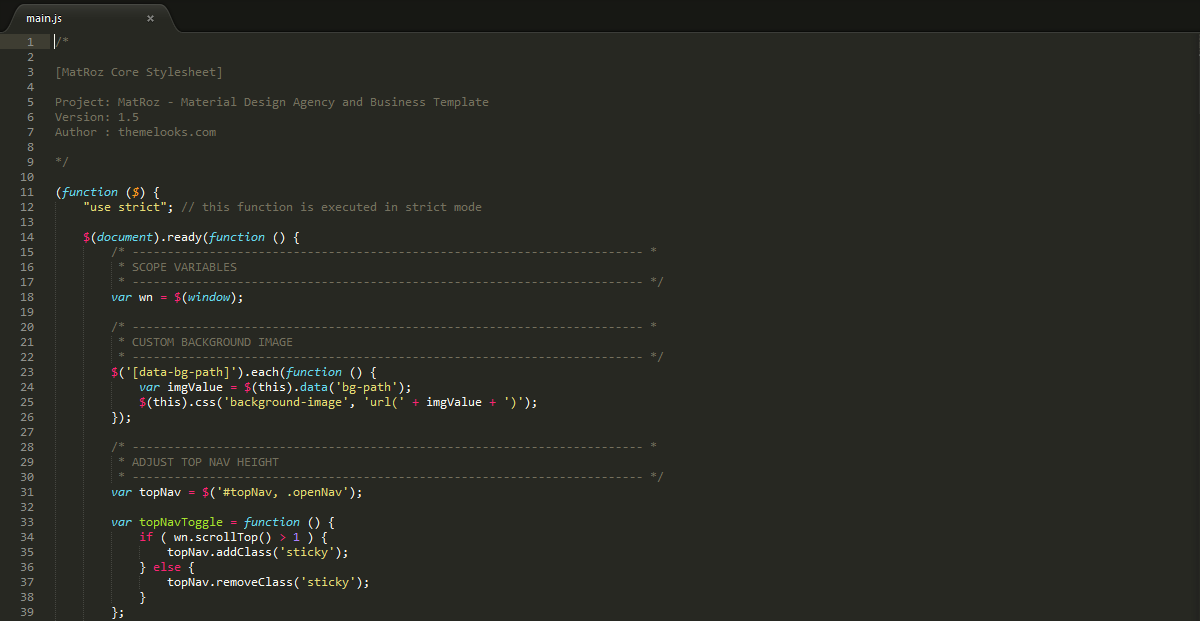 main.js ×
1 /*
2
3 [MatRoz Core Stylesheet]
4
5 Project: MatRoz - Material Design Agency and Business Template
6 Version: 1.5
7 Author : themelooks.com
8
9 */
10
11 (function ($) {
12     "use strict"; // this function is executed in strict mode
13
14     $(document).ready(function () {
15         /* ------------------------------------------------------------------------- *
16          * SCOPE VARIABLES
17          * ------------------------------------------------------------------------- */
18         var wn = $(window);
19
20         /* ------------------------------------------------------------------------- *
21          * CUSTOM BACKGROUND IMAGE
22          * ------------------------------------------------------------------------- */
23         $('[data-bg-path]').each(function () {
24             var imgValue = $(this).data('bg-path');
25             $(this).css('background-image', 'url(' + imgValue + ')');
26         });
27
28         /* ------------------------------------------------------------------------- *
29          * ADJUST TOP NAV HEIGHT
30          * ------------------------------------------------------------------------- */
31         var topNav = $('#topNav, .openNav');
32
33         var topNavToggle = function () {
34             if ( wn.scrollTop() > 1 ) {
35                 topNav.addClass('sticky');
36             } else {
37                 topNav.removeClass('sticky');
38             }
39         };